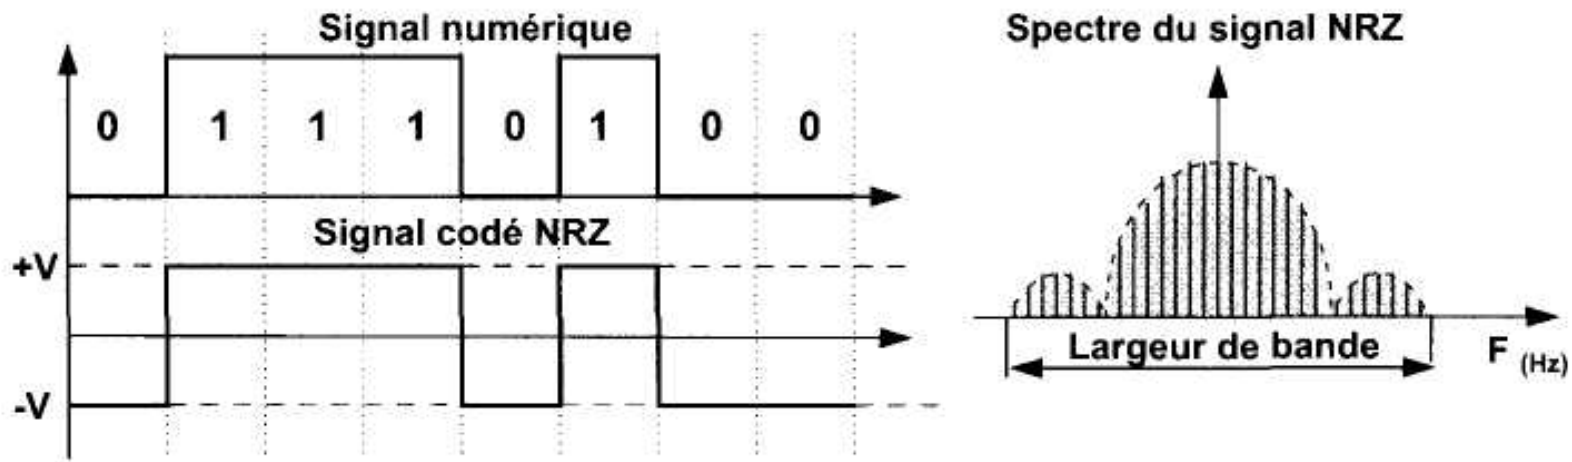 Signal numérique
0 1 1 1 0 1 0 0
Signal codé NRZ
+V
-V
Spectre du signal NRZ
Largeur de bande
F (Hz)